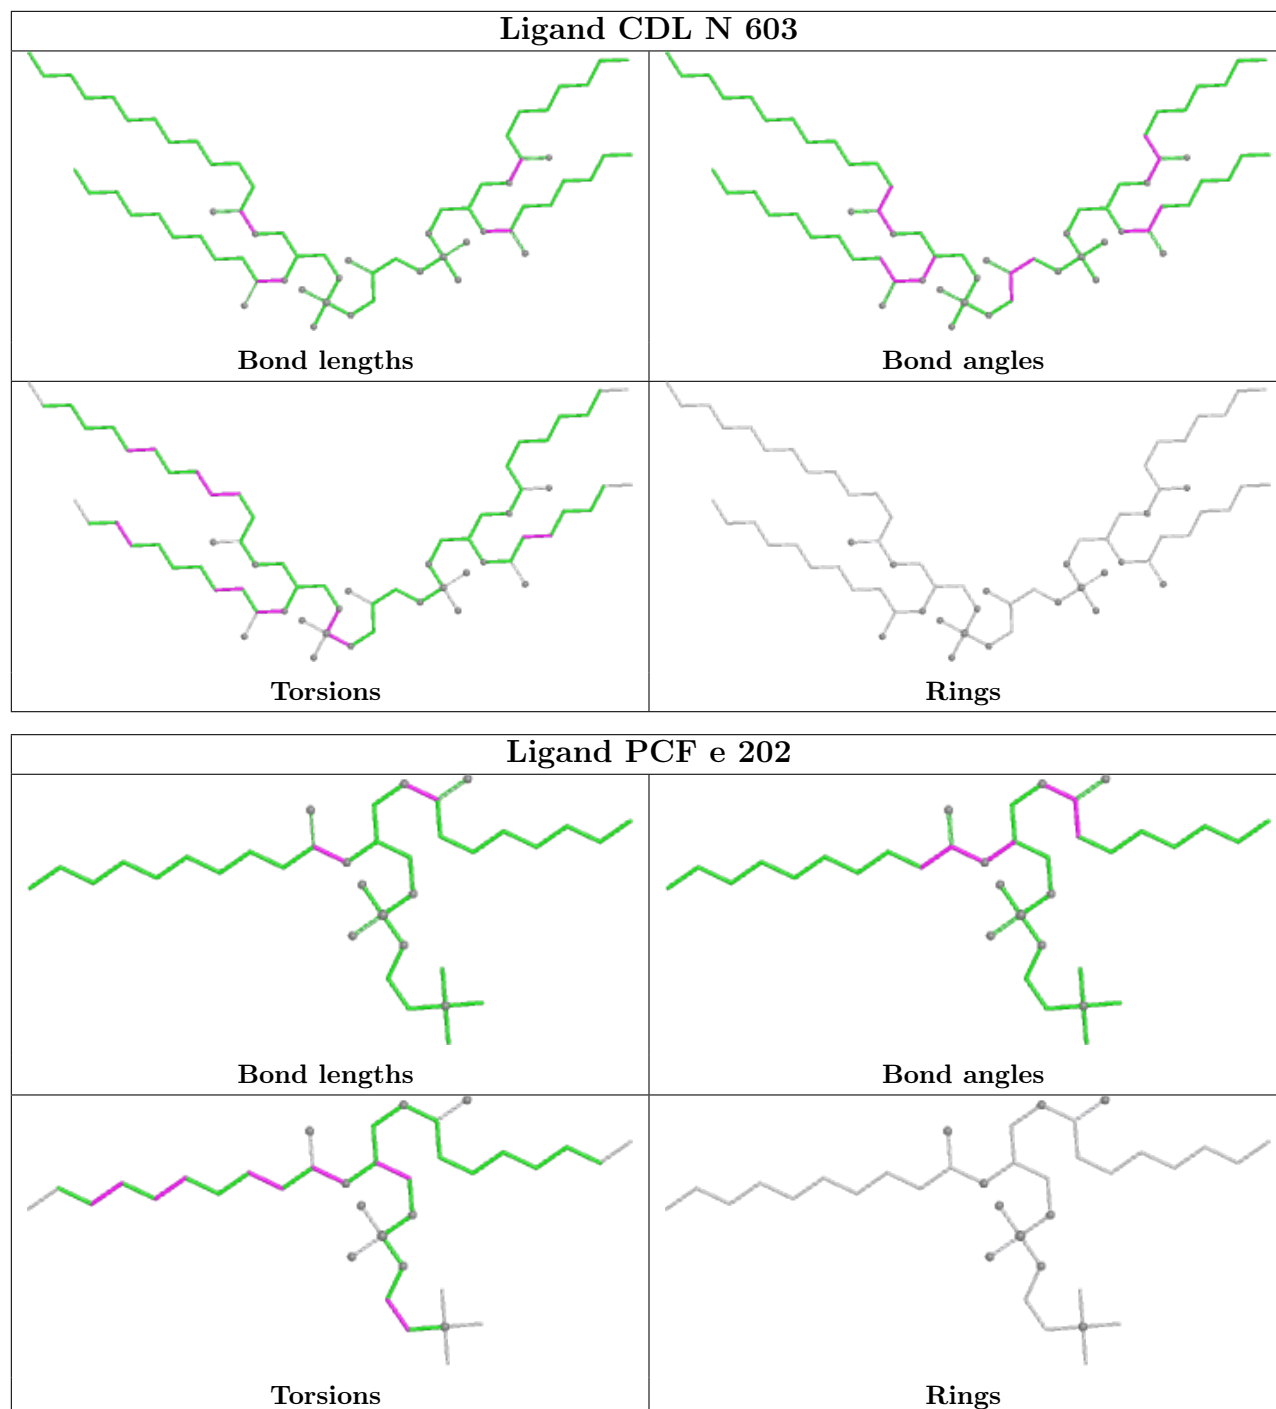 Ligand CDL N 603
Bond lengths
Bond angles
Torsions
Rings
Ligand PCF e 202
Bond lengths
Bond angles
Torsions
Rings